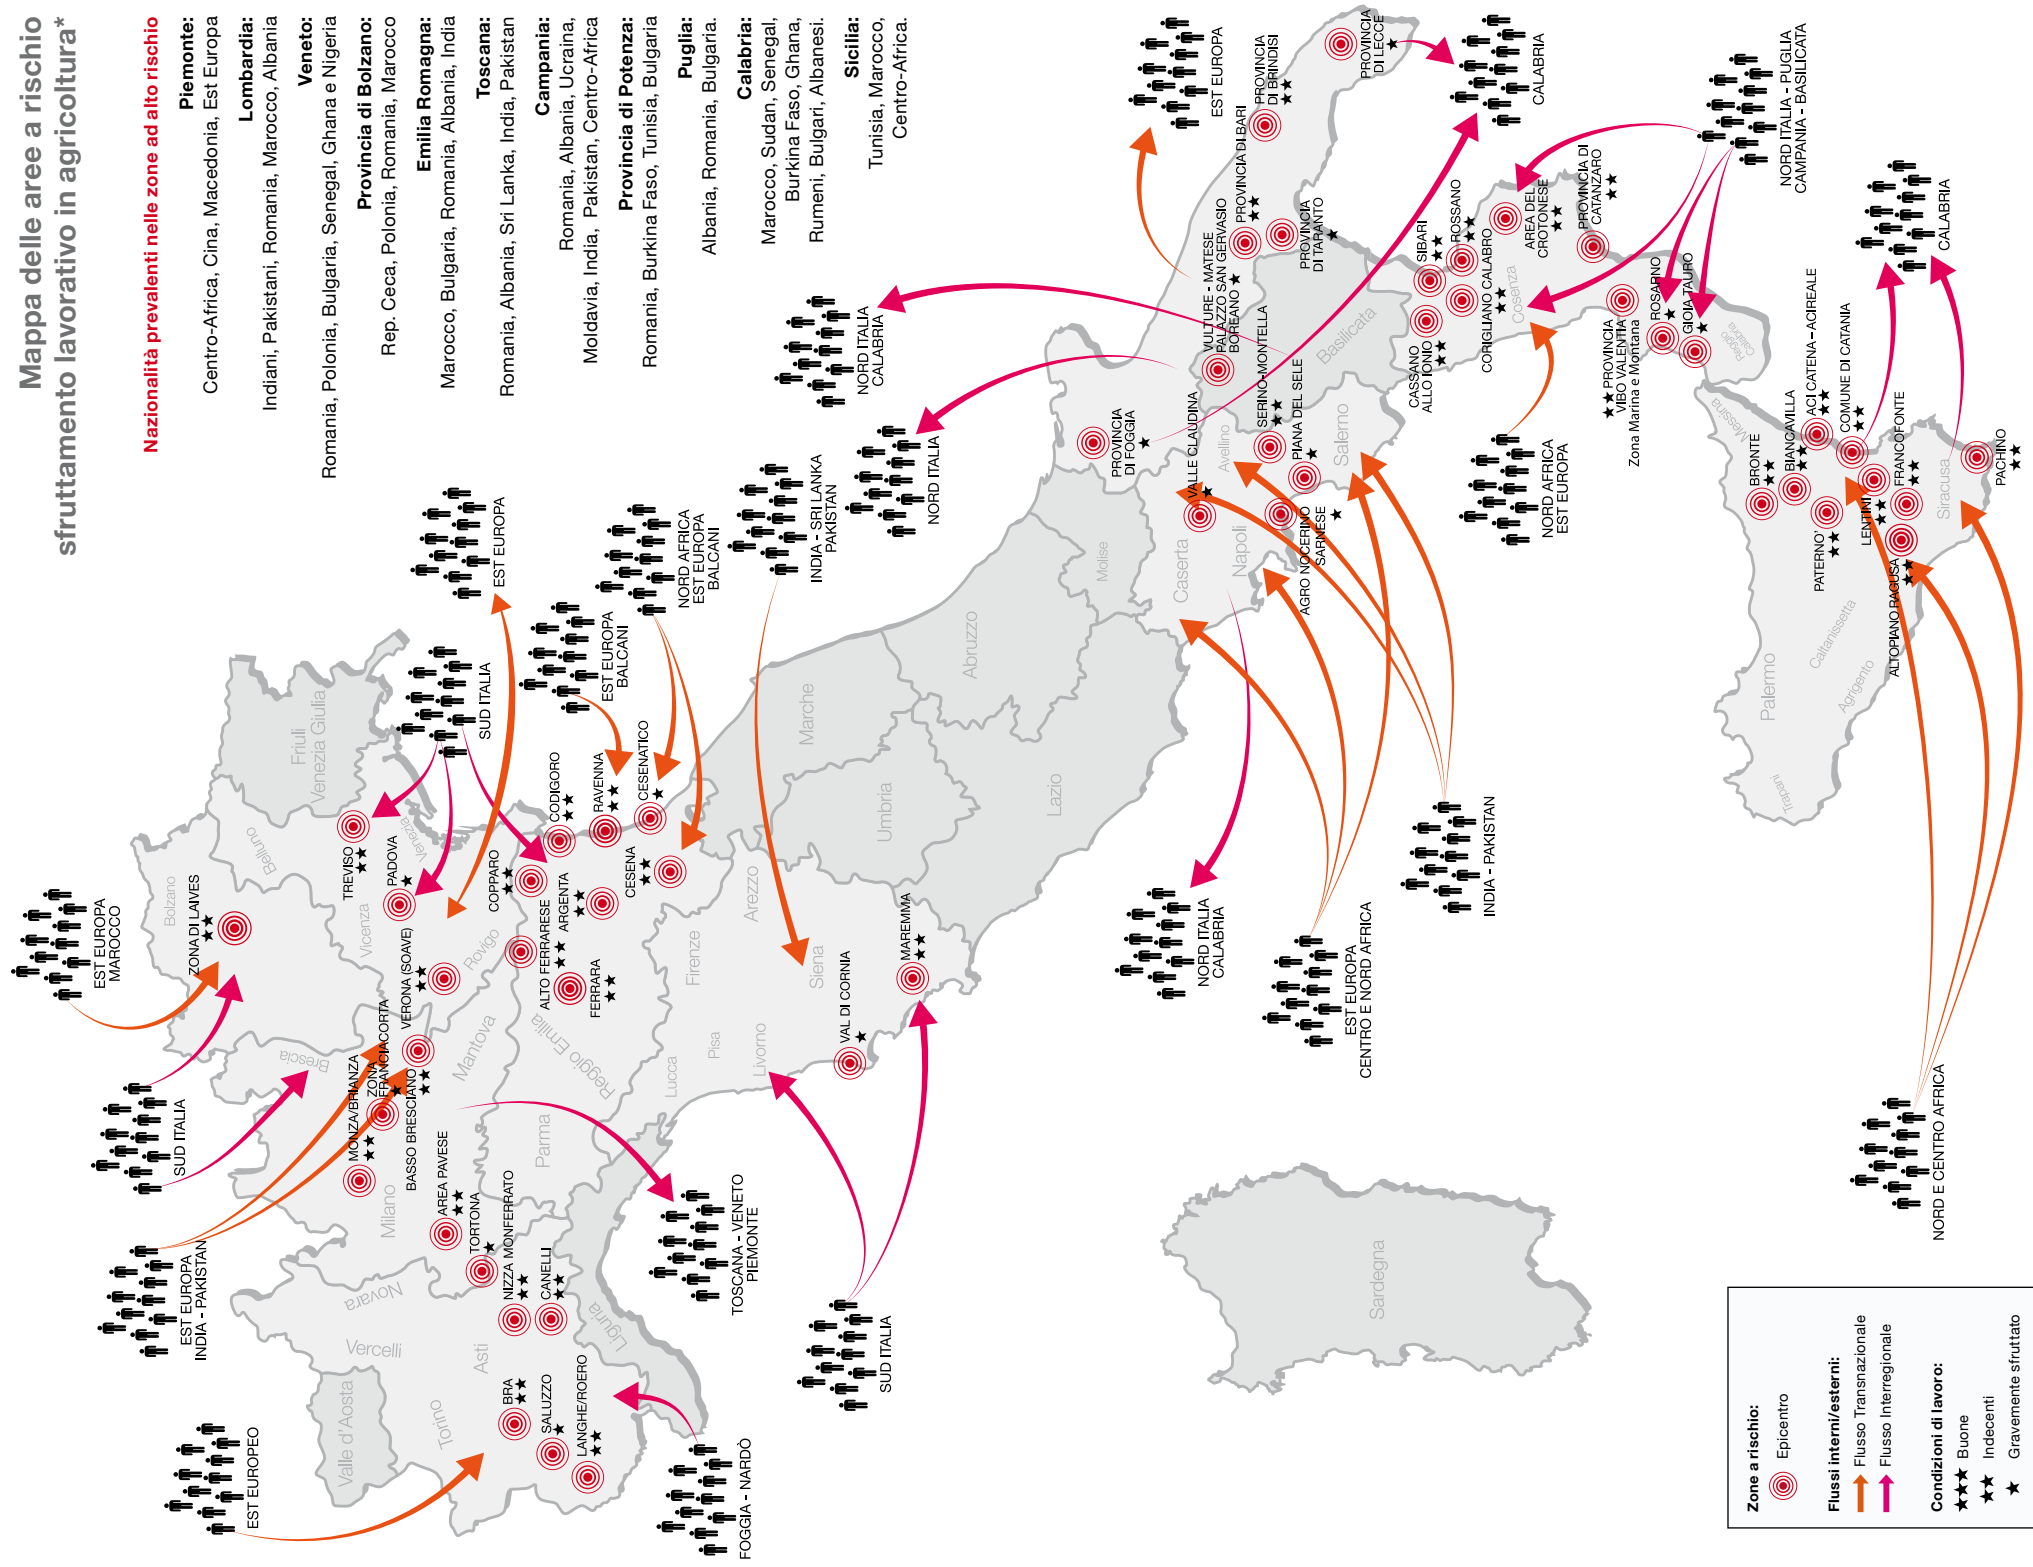 Mappa delle aree a rischio
sfruttamento lavorativo in agricoltura*
Nazionalità prevalenti nelle zone ad alto rischio
Piemonte:
Centro-Africa, Cina, Macedonia, Est Europa
Lombardia:
Indiani, Pakistani, Romania, Marocco, Albania
Veneto:
Romania, Polonia, Bulgaria, Senegal, Ghana e Nigeria
Provincia di Bolzano:
Rep. Ceca, Polonia, Romania, Marocco
Emilia Romagna:
Marocco, Bulgaria, Romania, Albania, India
Toscana:
Romania, Albania, Sri Lanka, India, Pakistan
Campania:
Romania, Albania, Ucraina,
Moldavia, India, Pakistan, Centro-Africa
Provincia di Potenza:
Romania, Burkina Faso, Tunisia, Bulgaria
Puglia:
Albania, Romania, Bulgaria.
Calabria:
Marocco, Sudan, Senegal,
Burkina Faso, Ghana,
Rumeni, Bulgari, Albanesi.
Sicilia:
Tunisia, Marocco,
Centro-Africa.
EST EUROPA
MAROCCO
SUD ITALIA
EST EUROPA
INDIA - PAKISTAN
EST EUROPEO
FOGGIA - NARDÒ
TOSCANA - VENETO
PIEMONTE
SUD ITALIA
SUD ITALIA
EST EUROPA
EST EUROPA
BALCANI
NORD AFRICA
EST EUROPA
BALCANI
INDIA - SRI LANKA
PAKISTAN
NORD ITALIA
NORD ITALIA
CALABRIA
EST EUROPA
CALABRIA
NORD ITALIA - PUGLIA
CAMPANIA - BASILICATA
CALABRIA
NORD AFRICA
EST EUROPA
NORD ITALIA
CALABRIA
EST EUROPA
CENTRO E NORD AFRICA
INDIA - PAKISTAN
NORD E CENTRO AFRICA
Bolzano
ZONA DI LAIVES
Belluno
Friuli
Venezia Giulia
TREVISO
PADOVA
Venezia
Vicenza
VERONA (SOAVE)
Rovigo
Brescia
MONZA/BRIANZA
ZONA
FRANCIACORTA
BASSO BRESCIANO
Mantova
Milano
AREA PAVESE
TORTONA
NIZZA MONFERRATO
CANELLI
Novara
Vercelli
Valle d'Aosta
Asti
Torino
BRA
SALUZZO
LANGHE/ROERO
Liguria
Parma
Reggio Ermilia
COPPARO
CODIGORO
RAVENNA
CESENATICO
ARGENTA
CESENA
ALTO FERRARESE
FERRARA
Lucca
Pisa
Livorno
Firenze
Arezzo
Siena
VAL DI CORNIA
MAREMMA
Marche
Umbria
Lazio
Abruzzo
Molise
Caserta
Napoli
Avellino
Salerno
VALLE CLAUDINA
SERINO-MONTELLA
PIANA DEL SELE
AGRO NOCERINO
SARNESE
PROVINCIA
DI FOGGIA
VULTURE - MATESE
PALAZZO SAN GERVASIO
BOREANO
Basilicata
PROVINCIA DI BARI
PROVINCIA
DI TARANTO
PROVINCIA
DI BRINDISI
PROVINCIA
DI LECCE
CASSANO
ALLO IONIO
SIBARI
ROSSANO
CORIGLIANO CALABRO
Cosenza
AREA DEL
CROTONESE
PROVINCIA DI
CATANZARO
PROVINCIA
VIBO VALENTIA
Zona Marina e Montana
ROSARNO
GIOIA TAURO
Reggio
Calabria
Messina
BRONTE
BIANCAVILLA
ACI CATENA - ACIREALE
COMUNE DI CATANIA
PATERNO'
LENTINI
FRANCOFONTE
ALTOPIANO RAGUSA
Siracusa
PACHINO
Palermo
Caltanissetta
Agrigento
Trapani
Sardegna
Zone a rischio:
Epicentro
Flussi interni/esterni:
Flusso Transnazionale
Flusso Interregionale
Condizioni di lavoro:
Buone
Indecenti
Gravemente sfruttato